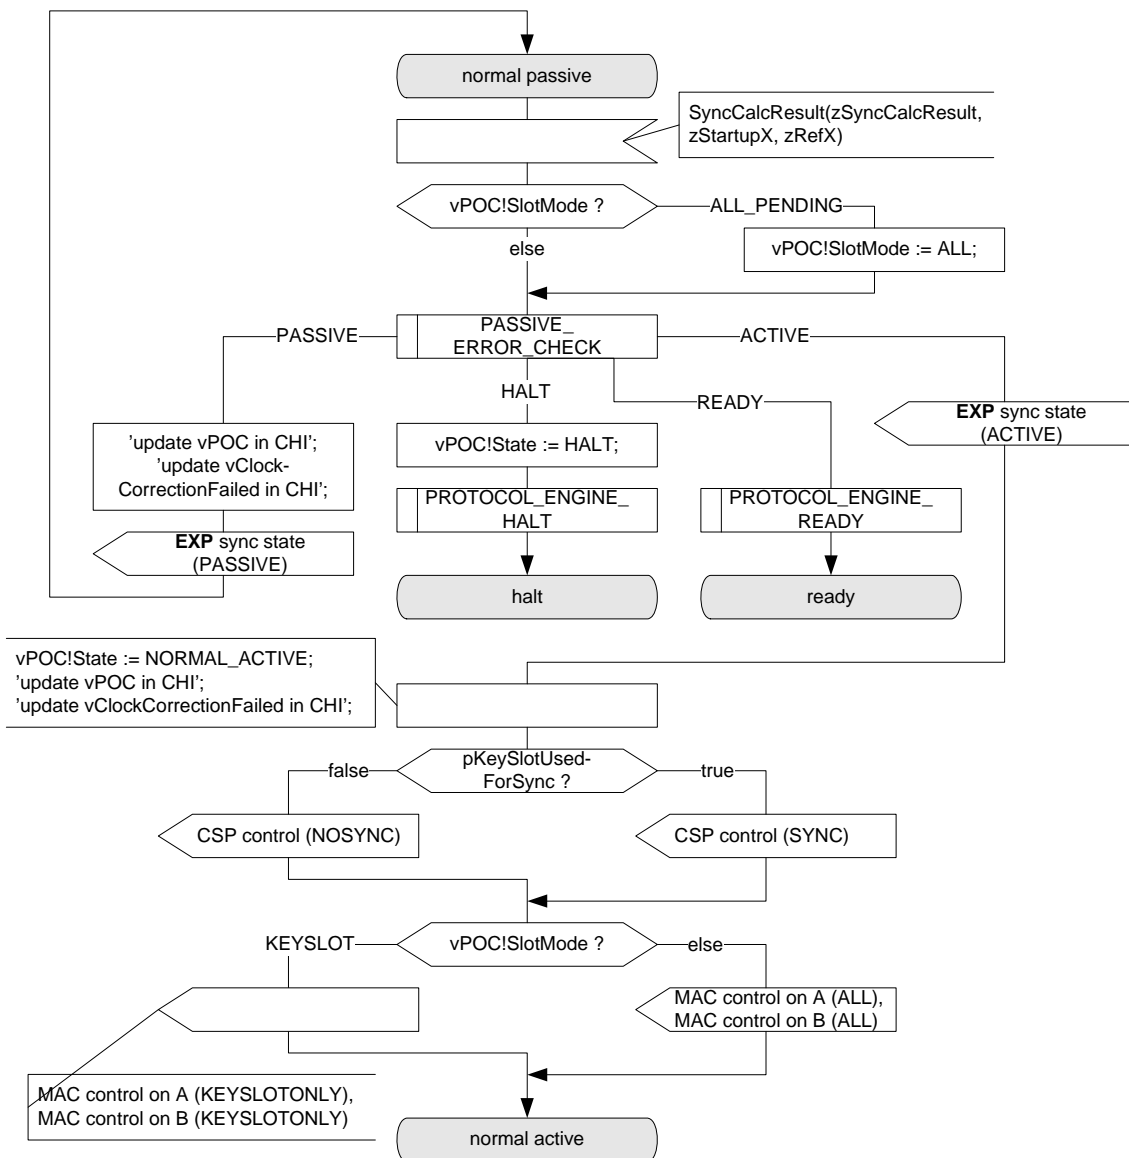 normal passive
SyncCalcResult(zSyncCalcResult,
zStartupX, zRefX)
vPOC!SlotMode ?
ALL_PENDING
else
vPOC!SlotMode := ALL;
PASSIVE
PASSIVE_
ERROR_CHECK
ACTIVE
HALT
READY
EXP sync state
(ACTIVE)
'update vPOC in CHI';
'update vClock-
CorrectionFailed in CHI';
vPOC!State := HALT;
PROTOCOL_ENGINE_
HALT
PROTOCOL_ENGINE_
READY
EXP sync state
(PASSIVE)
halt
ready
vPOC!State := NORMAL_ACTIVE;
'update vPOC in CHI';
'update vClockCorrectionFailed in CHI';
pKeySlotUsed-
ForSync ?
false
true
CSP control (NOSYNC)
CSP control (SYNC)
KEYSLOT
vPOC!SlotMode ?
else
MAC control on A (ALL),
MAC control on B (ALL)
MAC control on A (KEYSLOTONLY),
MAC control on B (KEYSLOTONLY)
normal active